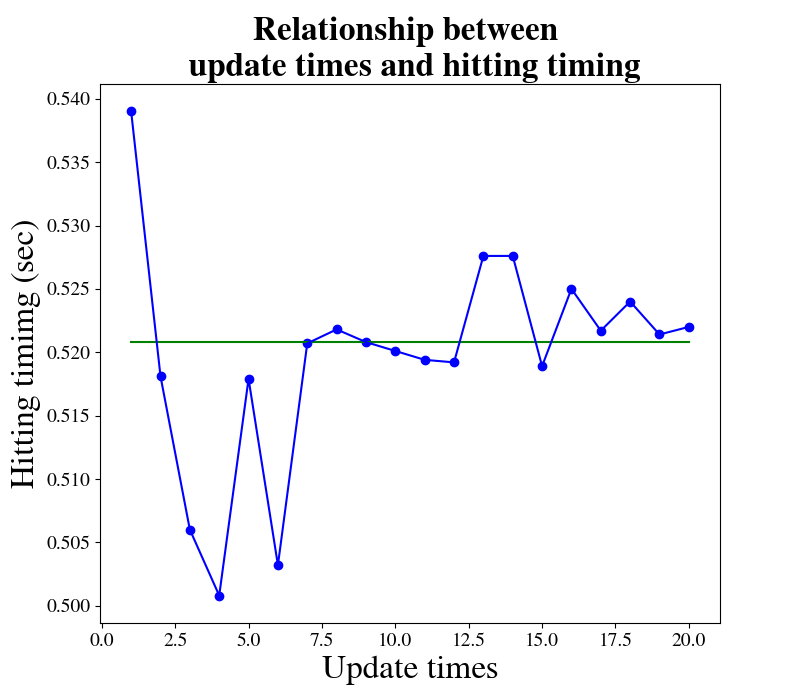 Relationship between
update times and hitting timing
Hitting timimg (sec)
0.540
0.535
0.530
0.525
0.520
0.515
0.510
0.505
0.500
0.0 2.5 5.0 7.5 10.0 12.5 15.0 17.5 20.0
Update times